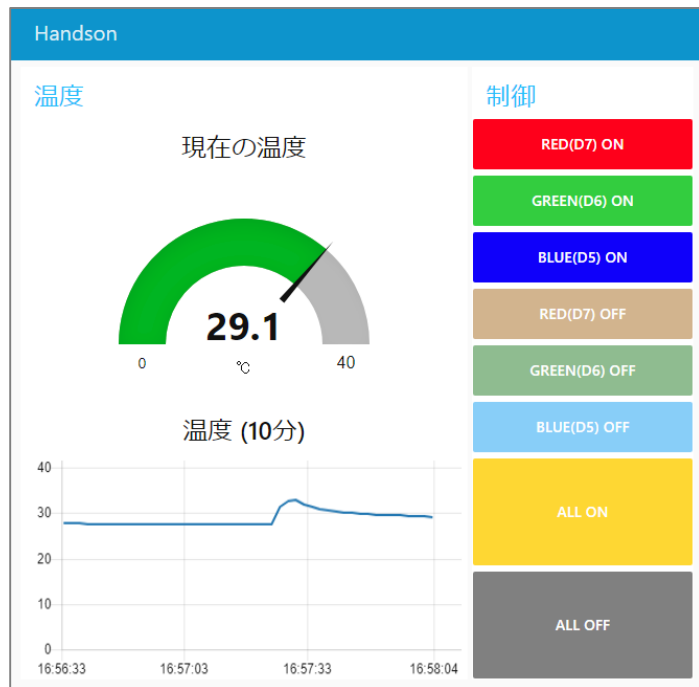 Handson
温度
現在の温度
29.1
0
℃
40
温度 (10分)
40
30
20
10
0
16:56:33
16:57:03
16:57:33
16:58:04
制御
RED(D7) ON
GREEN(D6) ON
BLUE(D5) ON
RED(D7) OFF
GREEN(D6) OFF
BLUE(D5) OFF
ALL ON
ALL OFF